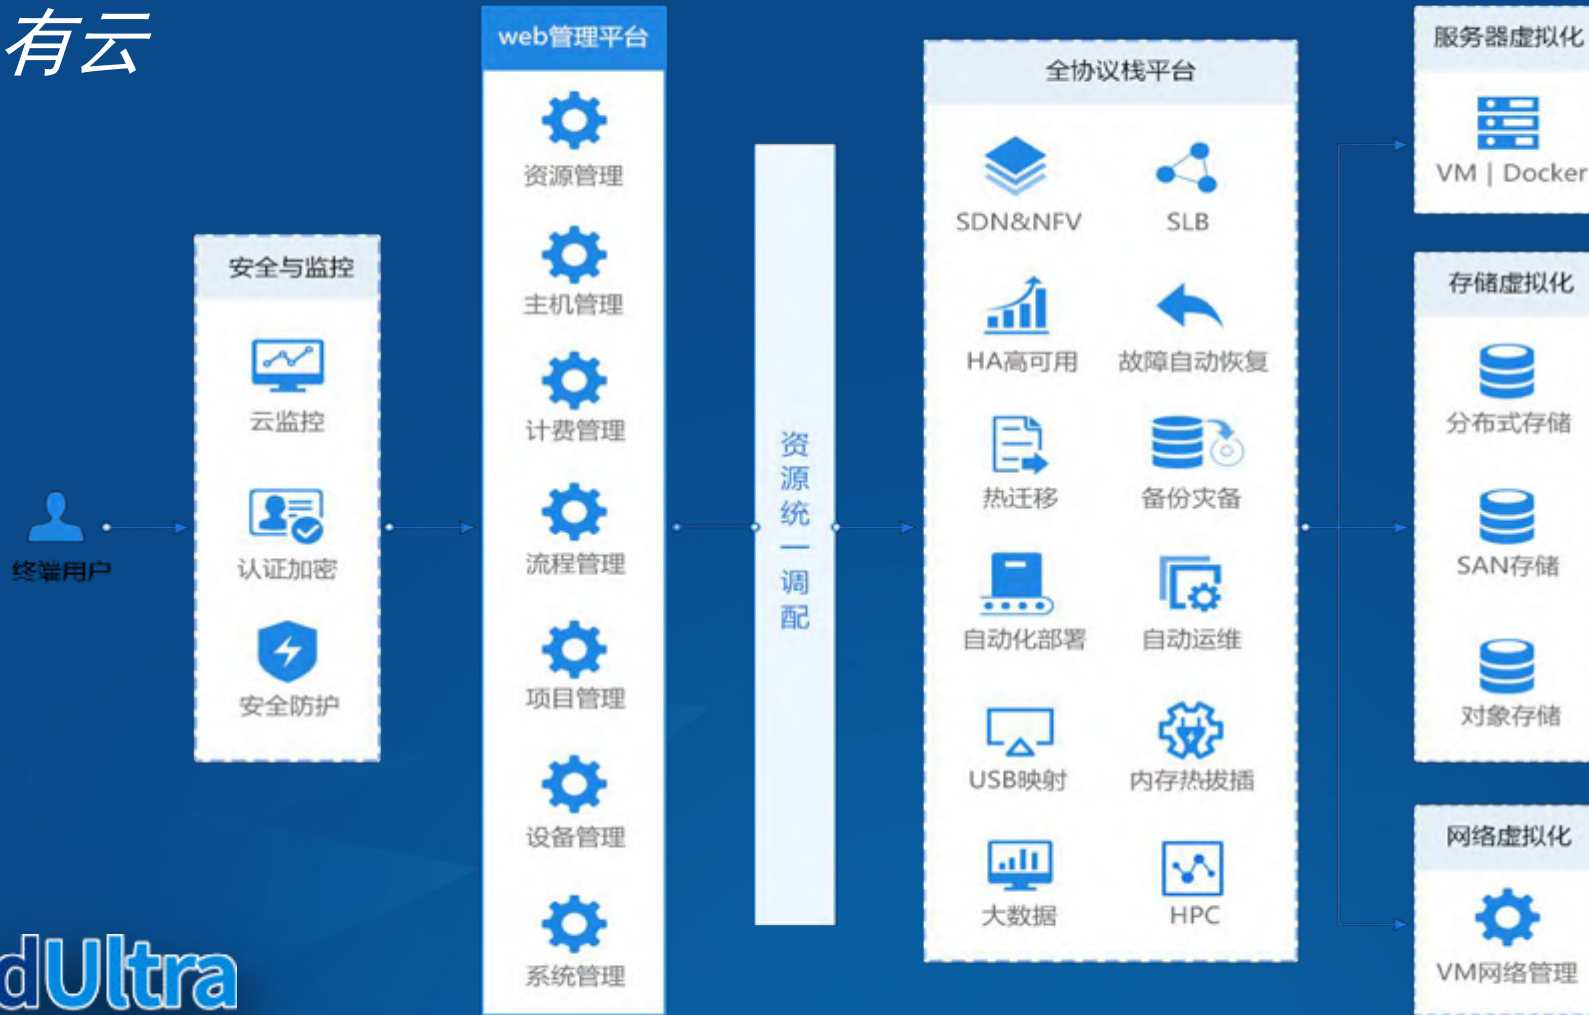 有云
终端用户
安全与监控
云监控
认证加密
安全防护
web管理平台
资源管理
主机管理
计费管理
流程管理
项目管理
设备管理
系统管理
资源统一调配
全协议栈平台
SDN&NFV
SLB
HA高可用
故障自动恢复
热迁移
备份灾备
自动化部署
自动运维
USB映射
内存热拔插
大数据
HPC
服务器虚拟化
VM | Docker
存储虚拟化
分布式存储
SAN存储
对象存储
网络虚拟化
VM网络管理
dUltra